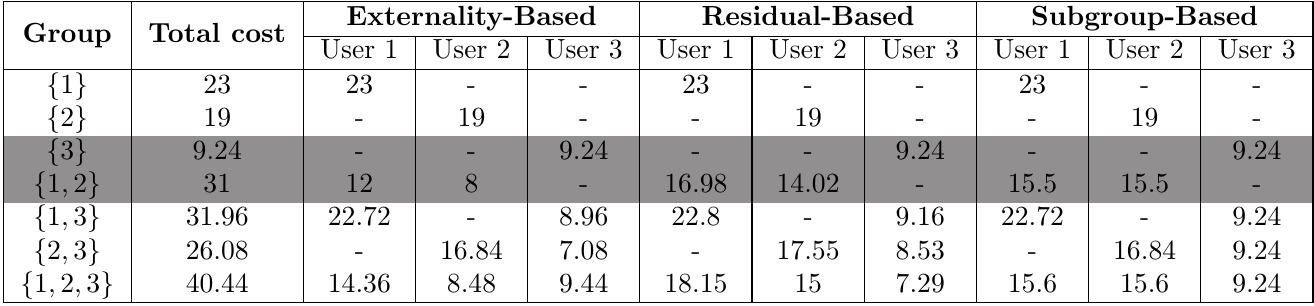 Group Total cost Externality-Based Residual-Based Subgroup-Based
User 1 User 2 User 3 User 1 User 2 User 3 User 1 User 2 User 3
{1} 23 23 - - 23 - - 23 - -
{2} 19 - 19 - - 19 - - 19 -
{3} 9.24 - - 9.24 - - 9.24 - - 9.24
{1, 2} 31 12 8 - 16.98 14.02 - 15.5 15.5 -
{1, 3} 31.96 22.72 - 8.96 22.8 - 9.16 22.72 - 9.24
{2, 3} 26.08 - 16.84 7.08 - 17.55 8.53 - 16.84 9.24
{1, 2, 3} 40.44 14.36 8.48 9.44 18.15 15 7.29 15.6 15.6 9.24